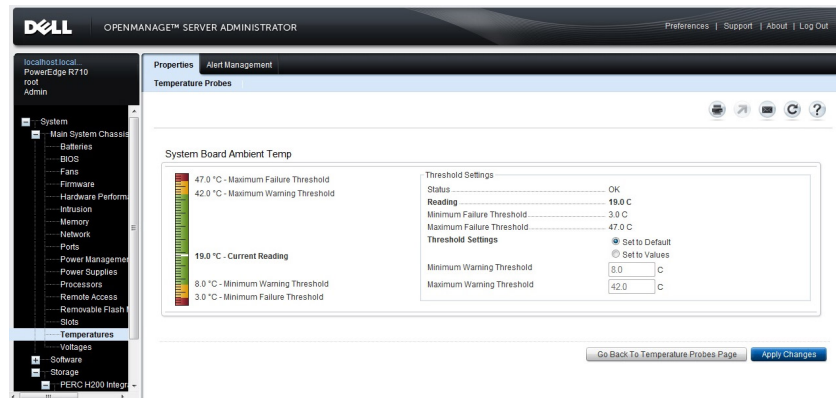 DELL OPENMANAGE™ SERVER ADMINISTRATOR Preferences | Support | About | Log Out
localhost.local...
PowerEdge R710
root
Admin
System
Main System Chassis
Batteries
BIOS
Fans
Firmware
Hardware Performa
Intrusion
Memory
Network
Ports
Power Managemen
Power Supplies
Processors
Remote Access
Removable Flash M
Slots
Temperatures
Voltages
Software
Storage
PERC H200 Integr
Properties Alert Management
Temperature Probes
System Board Ambient Temp
47.0 °C - Maximum Failure Threshold
42.0 °C - Maximum Warning Threshold
19.0 °C - Current Reading
8.0 °C - Minimum Warning Threshold
3.0 °C - Minimum Failure Threshold
Threshold Settings
Status OK
Reading 19.0 C
Minimum Failure Threshold 3.0 C
Maximum Failure Threshold 47.0 C
Threshold Settings Set to Default
Set to Values
Minimum Warning Threshold 8.0 C
Maximum Warning Threshold 42.0 C
Go Back To Temperature Probes Page Apply Changes